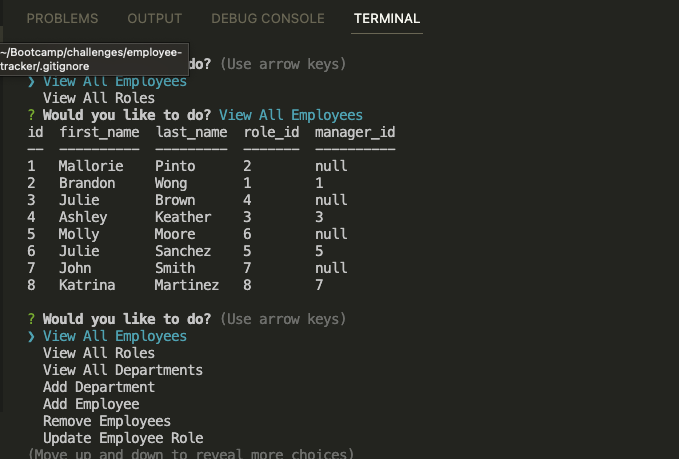 PROBLEMS OUTPUT DEBUG CONSOLE TERMINAL
~/Bootcamp/challenges/employee-
tracker/.gitignore
do? (Use arrow keys)
❯ View All Employees
View All Roles
? Would you like to do? View All Employees
id first_name last_name role_id manager_id
── ────────── ───────── ─────── ──────────
1 Mallorie Pinto 2 null
2 Brandon Wong 1 1
3 Julie Brown 4 null
4 Ashley Keather 3 3
5 Molly Moore 6 null
6 Julie Sanchez 5 5
7 John Smith 7 null
8 Katrina Martinez 8 7
? Would you like to do? (Use arrow keys)
❯ View All Employees
View All Roles
View All Departments
Add Department
Add Employee
Remove Employees
Update Employee Role
(Move up and down to reveal more choices)